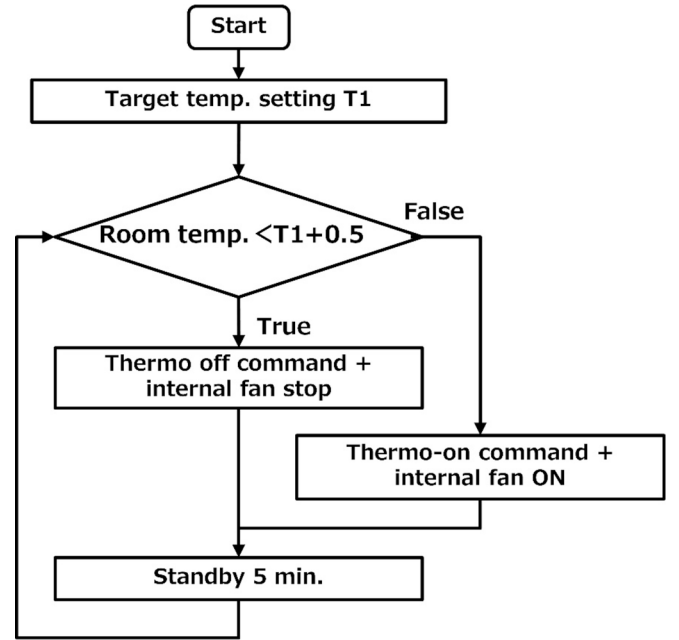 Start
Target temp. setting T1
Room temp. <T1+0.5
False
True
Thermo off command +
internal fan stop
Thermo-on command +
internal fan ON
Standby 5 min.